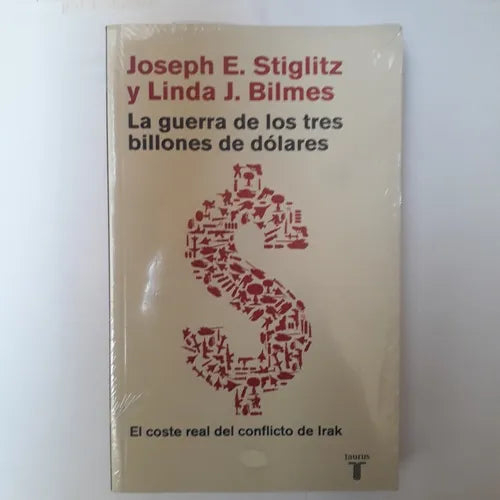 Joseph E. Stiglitz
y Linda J. Bilmes
La guerra de los tres
billones de dólares
El coste real del conflicto de Irak
taurus